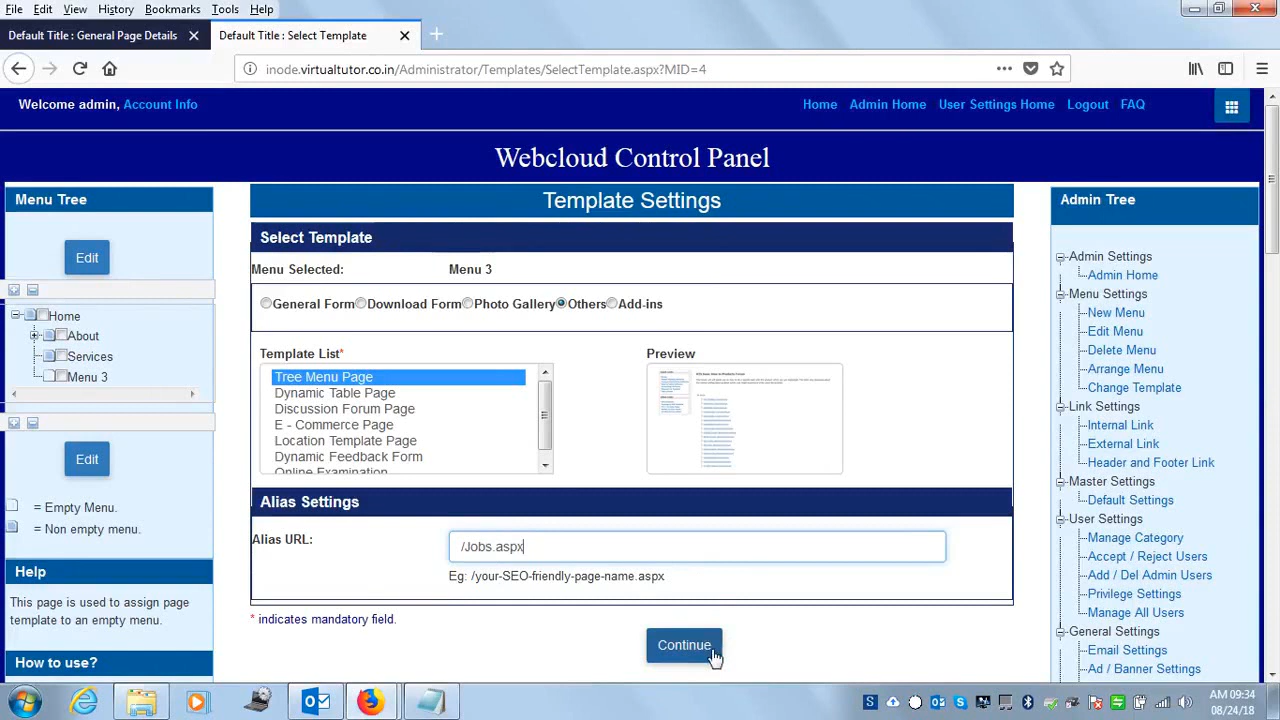 File Edit View History Bookmarks Tools Help
Default Title : General Page Details
Default Title : Select Template
inode.virtualtutor.co.in/Administrator/Templates/SelectTemplate.aspx?MID=4
Welcome admin, Account Info
Home Admin Home User Settings Home Logout FAQ
Webcloud Control Panel
Menu Tree
Edit
Home
About
Services
Menu 3
Edit
= Empty Menu.
= Non empty menu.
Help
This page is used to assign page
template to an empty menu.
How to use?
Template Settings
Select Template
Menu Selected: Menu 3
General Form Download Form Photo Gallery Others Add-ins
Template List*
Tree Menu Page
Dynamic Table Page
Discussion Forum Page
E - Commerce Page
Location Template Page
Dynamic Feedback Form
Online Examination
Preview
Alias Settings
Alias URL: /Jobs.aspx
Eg: /your-SEO-friendly-page-name.aspx
* indicates mandatory field.
Continue
Admin Tree
Admin Settings
Admin Home
Menu Settings
New Menu
Edit Menu
Delete Menu
Arrange Menu
Change Template
Link Settings
Internal Link
External Link
Header and Footer Link
Master Settings
Default Settings
User Settings
Manage Category
Accept / Reject Users
Add / Del Admin Users
Privilege Settings
Manage All Users
General Settings
Email Settings
Ad / Banner Settings
AM 09:34
08/24/18